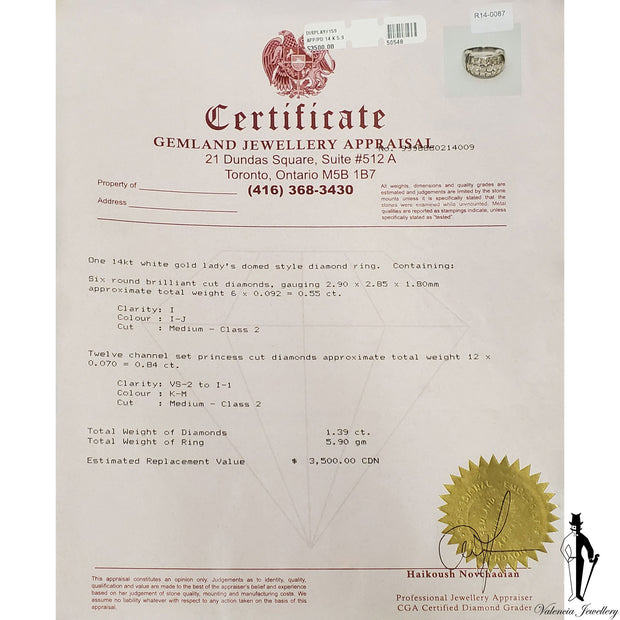 R14-0087
DISPLAY/159
APP/PD 14 K 5.9
$3500.00
50548
Certificate
GEMLAND JEWELLERY APPRAISAL
21 Dundas Square, Suite #512 A
Toronto, Ontario M5B 1B7
(416) 368-3430
Property of
Address
All weights, dimensions and quality grades are
estimated and judgements are limited by the stone
mounts unless it is specifically stated that the
stones were examined while unmounted. Metal
qualities are reported as stampings indicate, unless
specifically stated as "tested".
One 14kt white gold lady's domed style diamond ring. Containing:
Six round brilliant cut diamonds, gauging 2.90 x 2.85 x 1.80mm
approximate total weight 6 x 0.092 = 0.55 ct.
Clarity: I
Colour : I-J
Cut : Medium - Class 2
Twelve channel set princess cut diamonds approximate total weight 12 x
0.070 = 0.84 ct.
Clarity: VS-2 to I-1
Colour : K-M
Cut : Medium - Class 2
Total Weight of Diamonds 1.39 ct.
Total Weight of Ring 5.90 gm
Estimated Replacement Value $ 3,500.00 CDN
This appraisal constitutes an opinion only. Judgements as to identity, quality,
qualification and value are made to the best of the appraiser's belief and experience
based on her judgement of stone quality, mounting and manufacturing costs. We
assume no liability whatever with respect to any action taken on the basis of this
appraisal.
Haikoush Novchadian
Professional Jewellery Appraiser
CGA Certified Diamond Grader
Valencia Jewellery